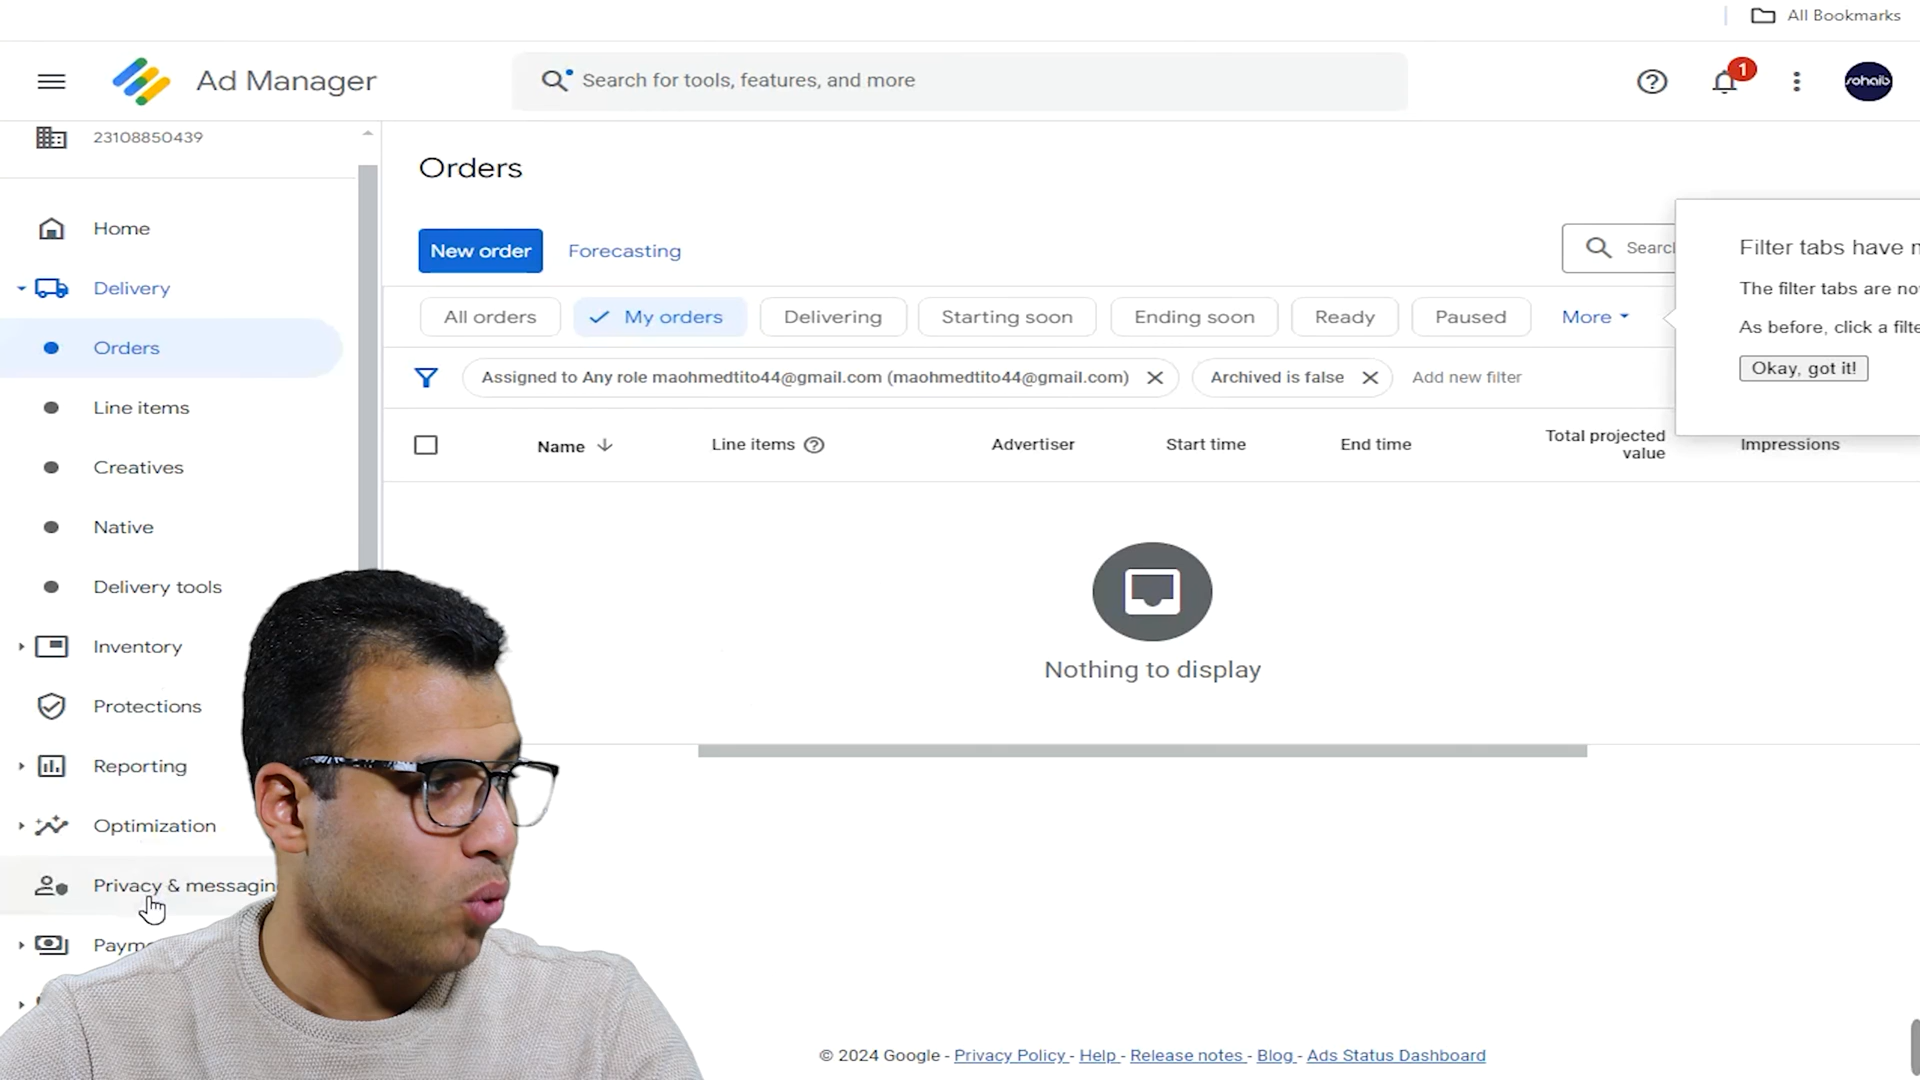 All Bookmarks
Ad Manager
Search for tools, features, and more
1
sohaib
23108850439
Home
Delivery
Orders
Line items
Creatives
Native
Delivery tools
Inventory
Protections
Reporting
Optimization
Privacy & messagin
Payme
Orders
New order
Forecasting
Search
All orders
My orders
Delivering
Starting soon
Ending soon
Ready
Paused
More
Assigned to Any role maohmedtito44@gmail.com (maohmedtito44@gmail.com)
Archived is false
Add new filter
Filter tabs have
The filter tabs are no
As before, click a filte
Okay, got it!
Name
Line items
Advertiser
Start time
End time
Total projected
value
Impressions
Nothing to display
© 2024 Google - Privacy Policy - Help - Release notes - Blog - Ads Status Dashboard